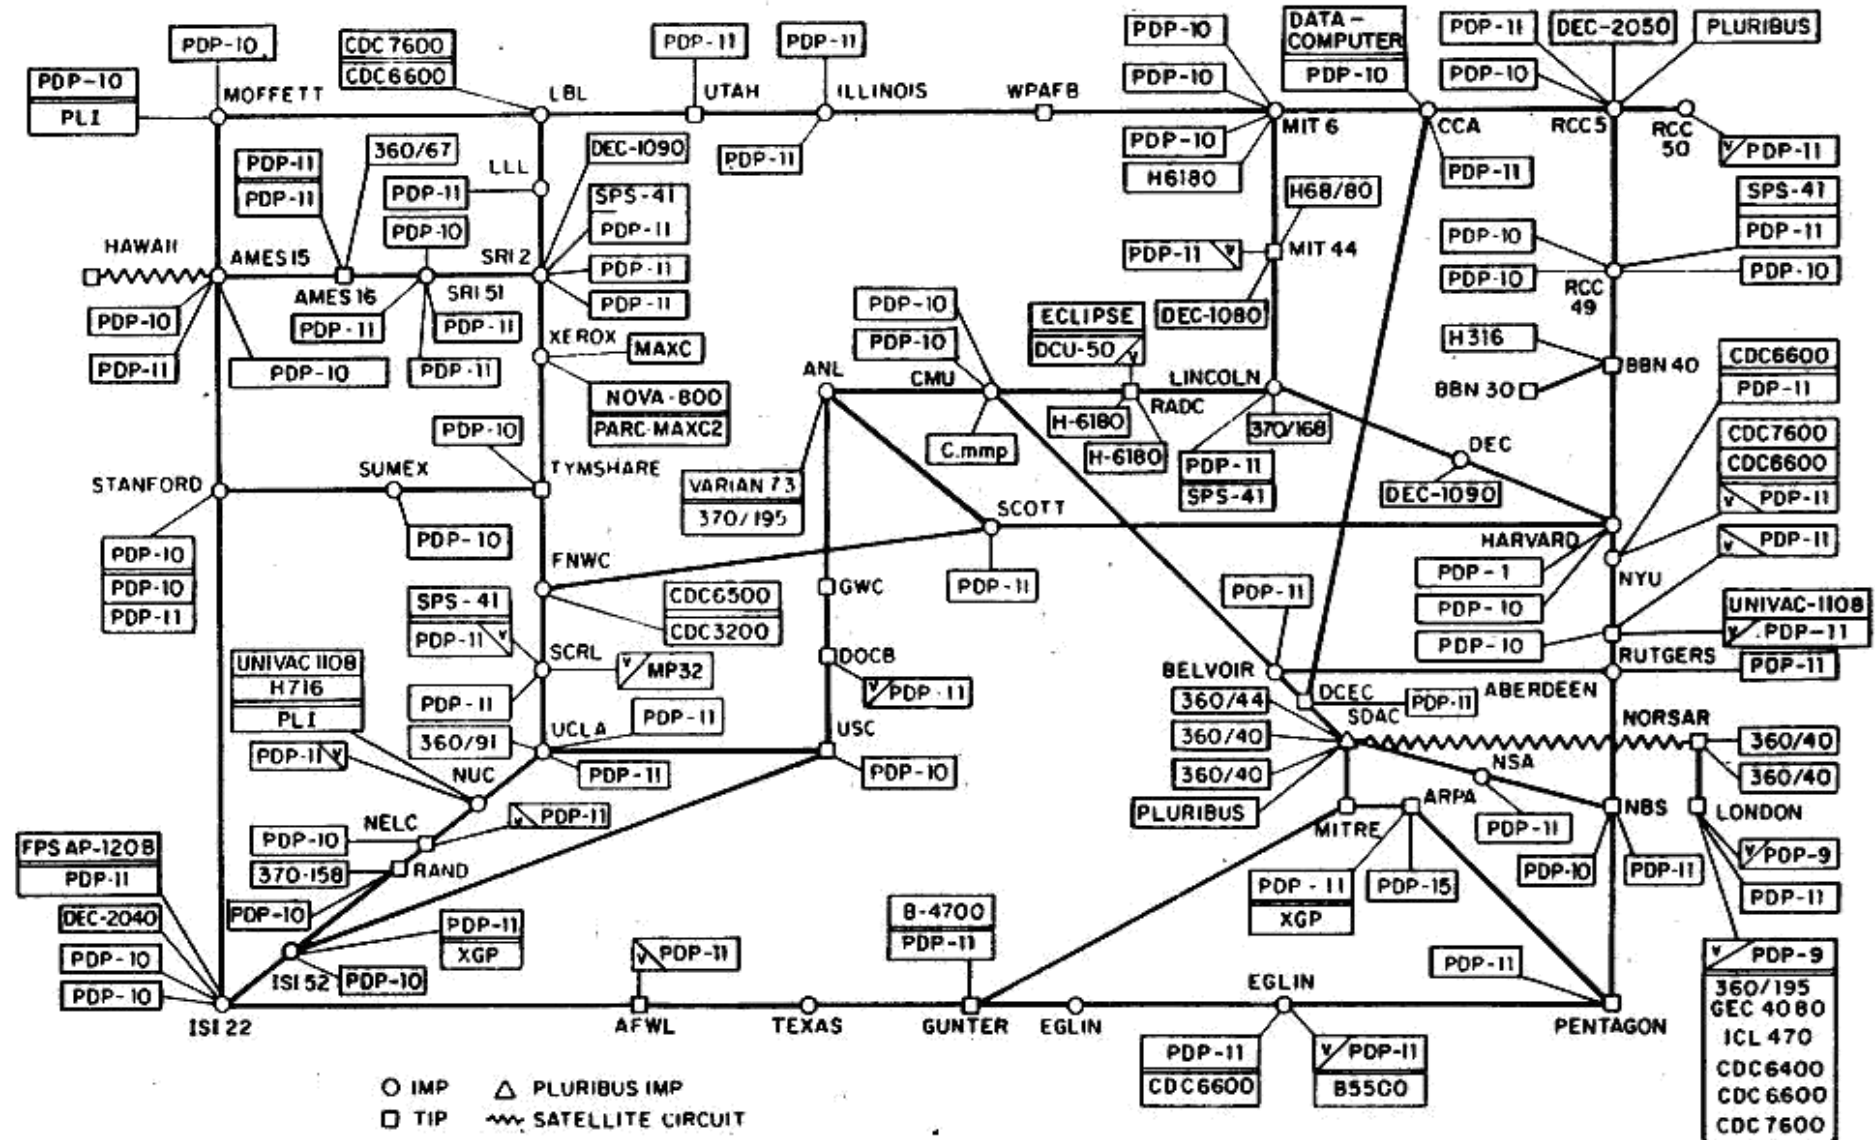 PDP-10
CDC 7600
CDC6600
PDP-11
PDP-11
PDP-10
PDP-10
DATA-
COMPUTER
PDP-10
PDP-11
PDP-10
DEC-2050
PLURIBUS
PDP-10
PLI
MOFFETT
LBL
UTAH
ILLINOIS
WPAFB
MIT 6
CCA
RCC 5
RCC
50
PDP-11
PDP-10
H6180
PDP-11
V PDP-11
PDP-11
PDP-11
360/67
LLL
PDP-11
DEC-1090
SPS-41
PDP-11
PDP-11
PDP-11
H68/80
PDP-11 V
MIT 44
DEC-1080
PDP-10
PDP-10
SPS-41
PDP-11
PDP-10
RCC
49
HAWAII
AMES 15
AMES 16
PDP-10
SRI 51
SRI 2
PDP-10
PDP-11
PDP-10
PDP-11
PDP-11
PDP-11
XEROX
MAXC
NOVA-800
PARC-MAXC2
PDP-10
PDP-10
ECLIPSE
DCU-50 V
H316
BBN 40
BBN 30
CDC6600
PDP-11
ANL
CMU
RADC
LINCOLN
C.mmp
H-6180
H-6180
370/168
PDP-11
SPS-41
DEC
DEC-1090
CDC7600
CDC6600
V PDP-11
V PDP-11
PDP-10
STANFORD
SUMEX
TYMSHARE
VARIAN 73
370/195
SCOTT
HARVARD
PDP-10
PDP-10
PDP-11
PDP-10
FNWC
CDC6500
CDC3200
PDP-11
PDP-1
PDP-10
PDP-10
NYU
UNIVAC-1108
V PDP-11
SPS-41
PDP-11 V
SCRL
V MP32
PDP-11
GWC
DOCB
V PDP-11
PDP-11
BELVOIR
DCEC
PDP-11
ABERDEEN
RUTGERS
PDP-11
UNIVAC 1108
H716
PLI
PDP-11 V
360/91
UCLA
PDP-11
PDP-11
USC
PDP-10
360/44
360/40
360/40
PLURIBUS
SDAC
NORSAR
360/40
360/40
NUC
NELC
PDP-10
V PDP-11
370-158
RAND
PDP-10
MITRE
ARPA
NSA
PDP-11
NBS
LONDON
PDP-10
PDP-11
V PDP-9
PDP-11
FPS AP-120B
PDP-11
DEC-2040
PDP-10
PDP-10
PDP-11
XGP
ISI 52
PDP-10
V PDP-11
B-4700
PDP-11
PDP-11
XGP
PDP-15
PDP-11
V PDP-9
360/195
GEC 4080
ICL 470
CDC6400
CDC6600
CDC7600
ISI 22
AFWL
TEXAS
GUNTER
EGLIN
EGLIN
PENTAGON
PDP-11
CDC6600
V PDP-11
B5500
IMP
PLURIBUS IMP
TIP
SATELLITE CIRCUIT